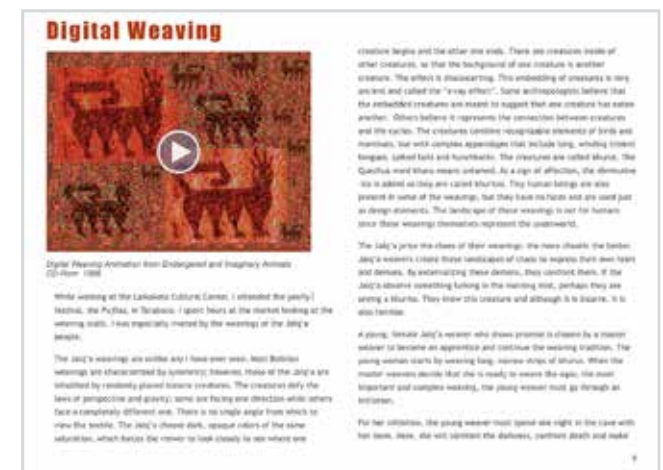 Digital Weaving
Digital Weaving Animation from Endangered and Imaginary Animals
CD-Rom 1998
While working at the Cultural Center, I attended the yearly
festival, the Pujllay, in Tarabuco. I spent hours at the market looking at the
weaving stalls. I was especially riveted by the weavings of the Jalq'a
people.
The Jalq'a weavings are unlike any I have ever seen. Most Bolivian
weavings are characterized by symmetry; however, those of the Jalq'a are
inhabited by randomly placed bizarre creatures. The creatures defy the
laws of perspective and gravity; some are facing one direction while others
face a completely different one. There is no single angle from which to
view the textile. The Jalq'a choose dark, opaque colors of the same
saturation, which forces the viewer to look closely to see where one
creature begins and the other one ends. There are creatures inside of
other creatures, so that the background of one creature is another
creature. The effect is disconcerting. This embedding of creatures is very
ancient and called the "x-ray effect". Some anthropologists believe that
the embedded creatures are meant to suggest that one creature has eaten
another. Others believe it represents the connection between creatures
and life cycles. The creatures combine recognizable elements of birds and
mammals, but with complex appendages that include long, winding trident
tongues, spiked tails and hunchbacks. The creatures are called khurus. The
Quechua word khuru means untamed. As a sign of affection, the diminutive
-ito is added so they are called khuritos. Tiny human beings are also
present in some of the weavings, but they have no faces and are used just
as design elements. The landscape of these weavings is not for humans
since these weavings themselves represent the underworld.
The Jalq'a prize the chaos of their weavings: the more chaotic the better.
Jalq'a weavers create these landscapes of chaos to express their own fears
and demons. By externalizing these demons, they confront them. If the
Jalq'a observe something lurking in the morning mist, perhaps they are
seeing a khurito. They know this creature and although it is bizarre, it is
also familiar.
A young, female Jalq'a weaver who shows promise is chosen by a master
weaver to become an apprentice and continue the weaving tradition. The
young woman starts by weaving long, narrow strips of khurus. When the
master weavers decide that she is ready to weave the aqsu, the most
important and complex weaving, the young weaver must go through an
initiation.
For her initiation, the young weaver must spend one night in the cave with
her loom. Here, she will confront the darkness, confront death and make